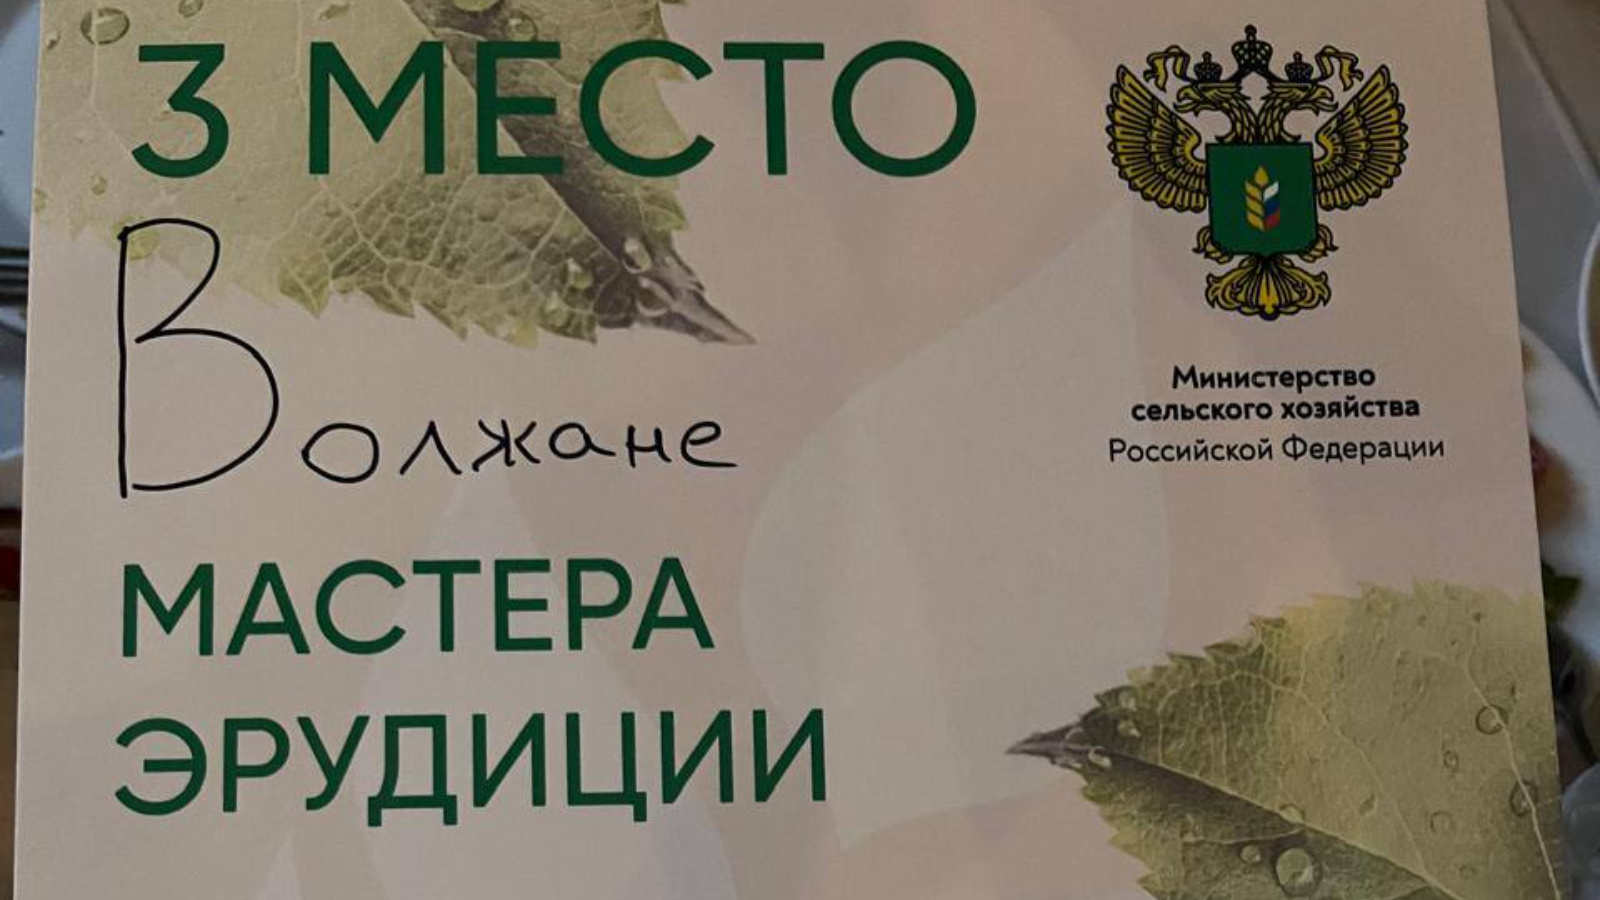 3 МЕСТО
Волжане
МАСТЕРА
ЭРУДИЦИИ
Министерство
сельского хозяйства
Российской Федерации